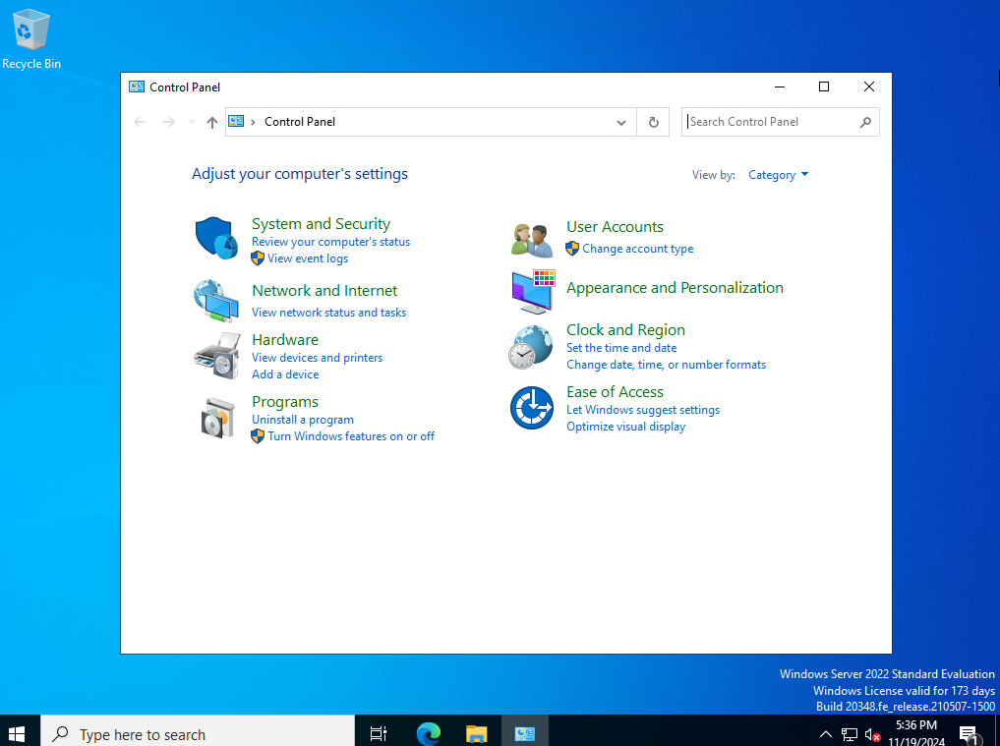 Recycle Bin
Control Panel
Control Panel
Search Control Panel
Adjust your computer's settings
View by: Category
System and Security
Review your computer's status
View event logs
Network and Internet
View network status and tasks
Hardware
View devices and printers
Add a device
Programs
Uninstall a program
Turn Windows features on or off
User Accounts
Change account type
Appearance and Personalization
Clock and Region
Set the time and date
Change date, time, or number formats
Ease of Access
Let Windows suggest settings
Optimize visual display
Windows Server 2022 Standard Evaluation
Windows License valid for 173 days
Build 20348.fe_release.210507-1500
Type here to search
5:36 PM
11/19/2024
1